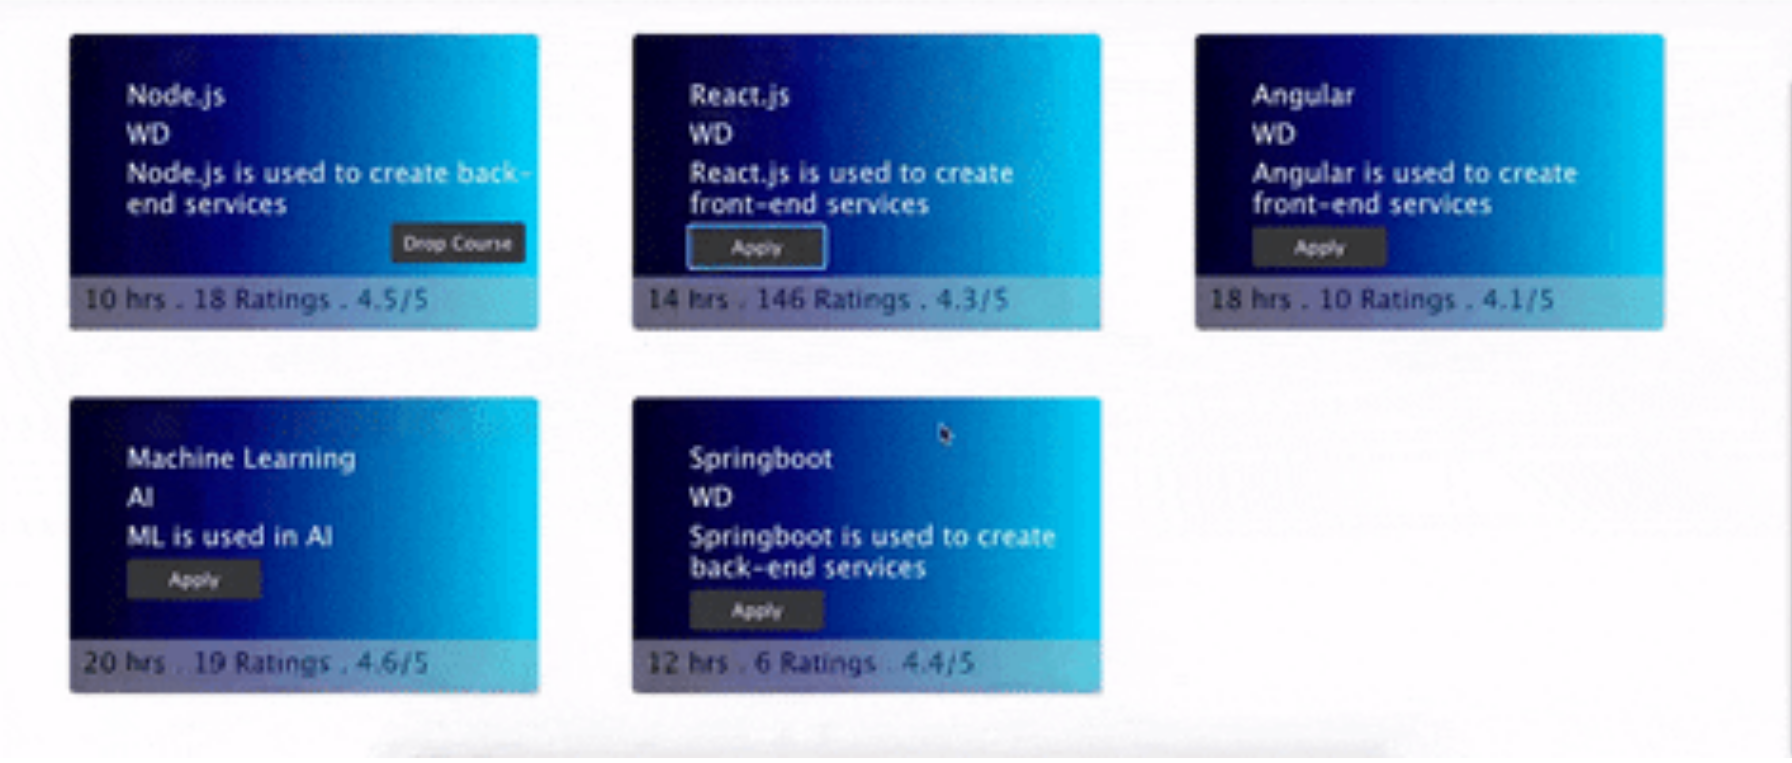 Node.js
WD
Node.js is used to create back-
end services
Drop Course
10 hrs . 18 Ratings . 4.5/5
React.js
WD
React.js is used to create
front-end services
Apply
14 hrs . 146 Ratings . 4.3/5
Angular
WD
Angular is used to create
front-end services
Apply
18 hrs . 10 Ratings . 4.1/5
Machine Learning
AI
ML is used in AI
Apply
20 hrs . 19 Ratings . 4.6/5
Springboot
WD
Springboot is used to create
back-end services
Apply
12 hrs . 6 Ratings . 4.4/5